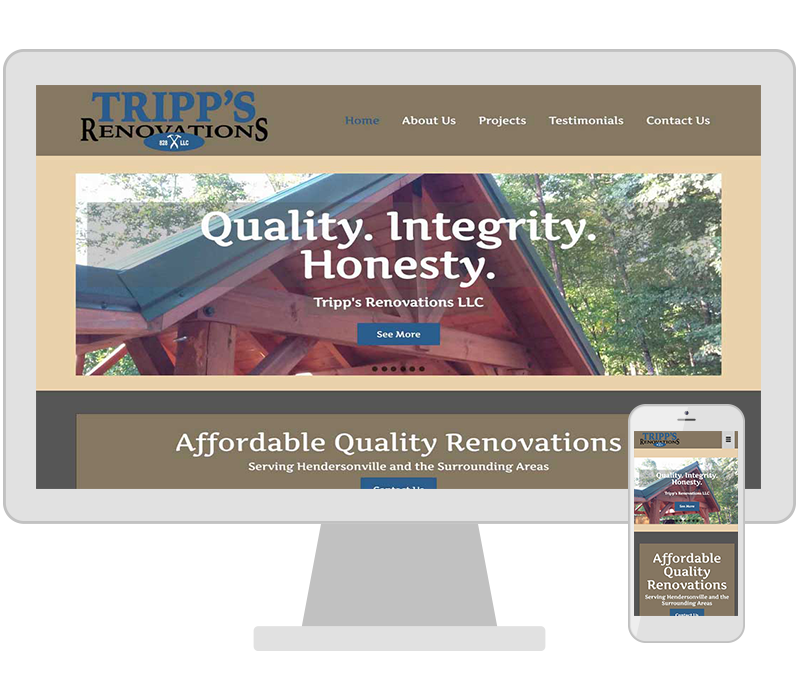 TRIPP'S
RENOVATIONS
828 LLC
Home About Us Projects Testimonials Contact Us
Quality. Integrity.
Honesty.
Tripp's Renovations LLC
See More
Affordable Quality Renovations
Serving Hendersonville and the Surrounding Areas
Contact Us
TRIPP'S
RENOVATIONS
Quality. Integrity.
Honesty.
Tripp's Renovations LLC
See More
Affordable
Quality
Renovations
Serving Hendersonville and the
Surrounding Areas
Contact Us